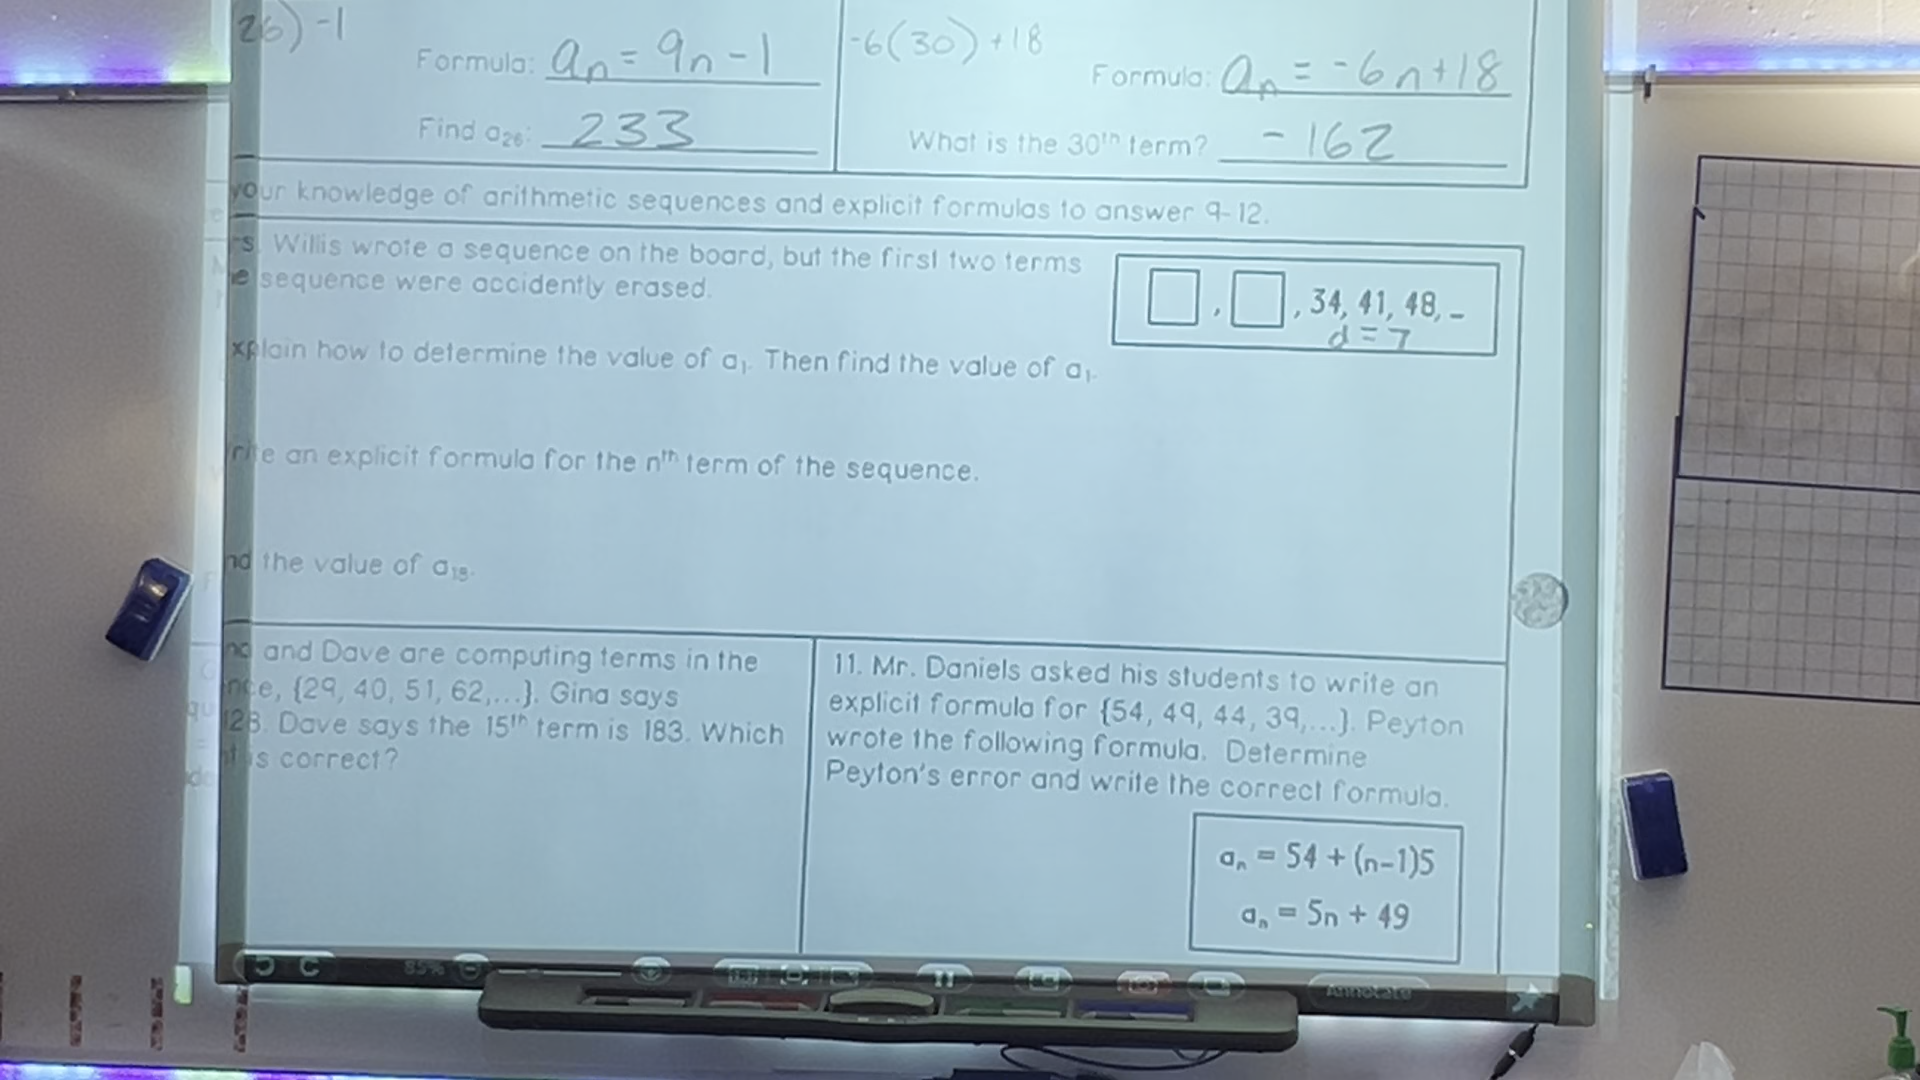 26) -1
Formula: aₙ = 9n - 1
Find a₂₆: 233
-6(30) + 18
Formula: aₙ = -6n + 18
What is the 30ᵗʰ term? -162
your knowledge of arithmetic sequences and explicit formulas to answer 9-12.
s. Willis wrote a sequence on the board, but the first two terms
e sequence were accidently erased.
, , 34, 41, 48, -
d = 7
xplain how to determine the value of a₁. Then find the value of a₁.
rite an explicit formula for the nᵗʰ term of the sequence.
nd the value of a₁₈.
and Dave are computing terms in the
nce, {29, 40, 51, 62,...}. Gina says
128. Dave says the 15ᵗʰ term is 183. Which
is correct?
11. Mr. Daniels asked his students to write an
explicit formula for {54, 49, 44, 39,...}. Peyton
wrote the following formula. Determine
Peyton's error and write the correct formula.
aₙ = 54 + (n-1)5
aₙ = 5n + 49
85%
Annotate